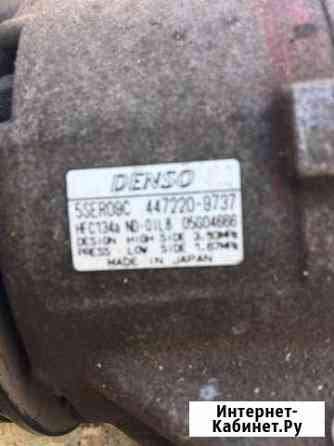 DENSO
5SER09C 447220-9737
HFC134a ND-OIL8 05G04666
DESIGN HIGH SIDE 3.53MPa
PRESS LOW SIDE 1.67MPa
MADE IN JAPAN
Интернет-
Кабинет.Ру